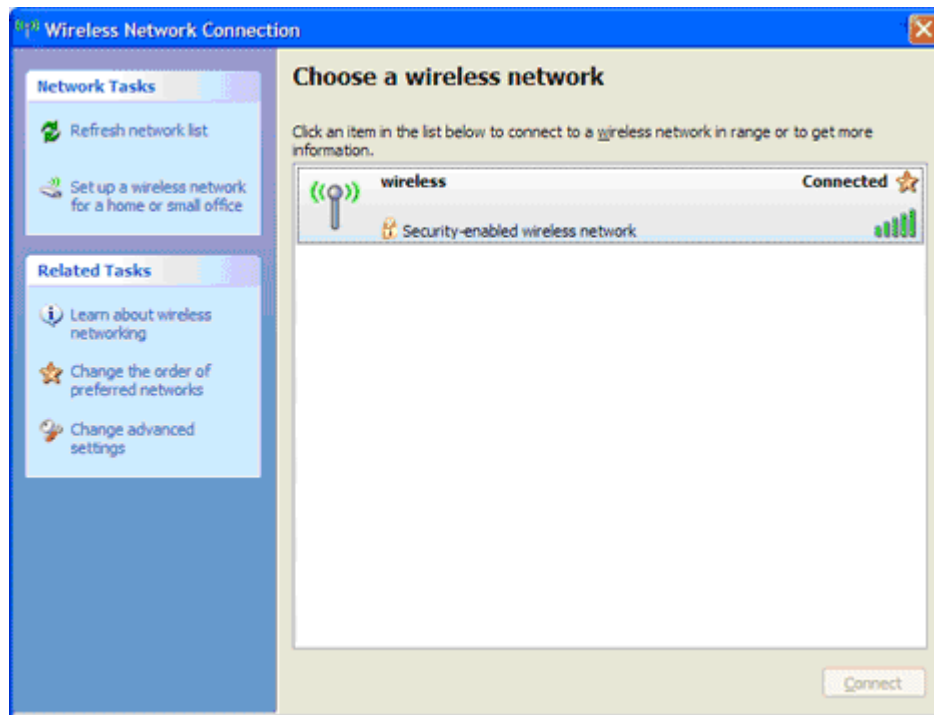 Wireless Network Connection
Network Tasks
Refresh network list
Set up a wireless network
for a home or small office
Related Tasks
Learn about wireless
networking
Change the order of
preferred networks
Change advanced
settings
Choose a wireless network
Click an item in the list below to connect to a wireless network in range or to get more
information.
wireless Connected
Security-enabled wireless network
Connect